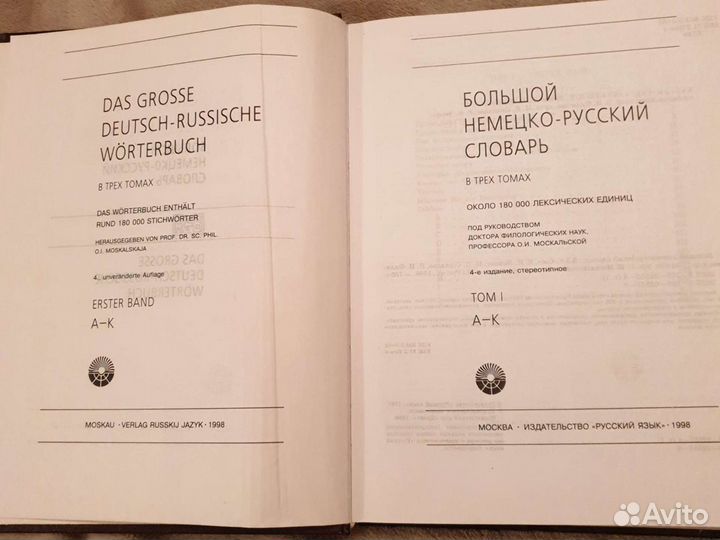 DAS GROSSE
DEUTSCH-RUSSISCHE
WÖRTERBUCH
В ТРЕХ ТОМАХ
DAS WÖRTERBUCH ENTHÄLT
RUND 180 000 STICHWÖRTER
HERAUSGEGEBEN VON PROF. DR. SC. PHIL.
O.I. MOSKALSKAJA
4., unveränderte Auflage
ERSTER BAND
A–K
MOSKAU · VERLAG RUSSKIJ JAZYK · 1998
БОЛЬШОЙ
НЕМЕЦКО-РУССКИЙ
СЛОВАРЬ
В ТРЕХ ТОМАХ
ОКОЛО 180 000 ЛЕКСИЧЕСКИХ ЕДИНИЦ
ПОД РУКОВОДСТВОМ
ДОКТОРА ФИЛОЛОГИЧЕСКИХ НАУК,
ПРОФЕССОРА О.И. МОСКАЛЬСКОЙ
4-е издание, стереотипное
ТОМ I
A–K
МОСКВА · ИЗДАТЕЛЬСТВО «РУССКИЙ ЯЗЫК» · 1998
Avito